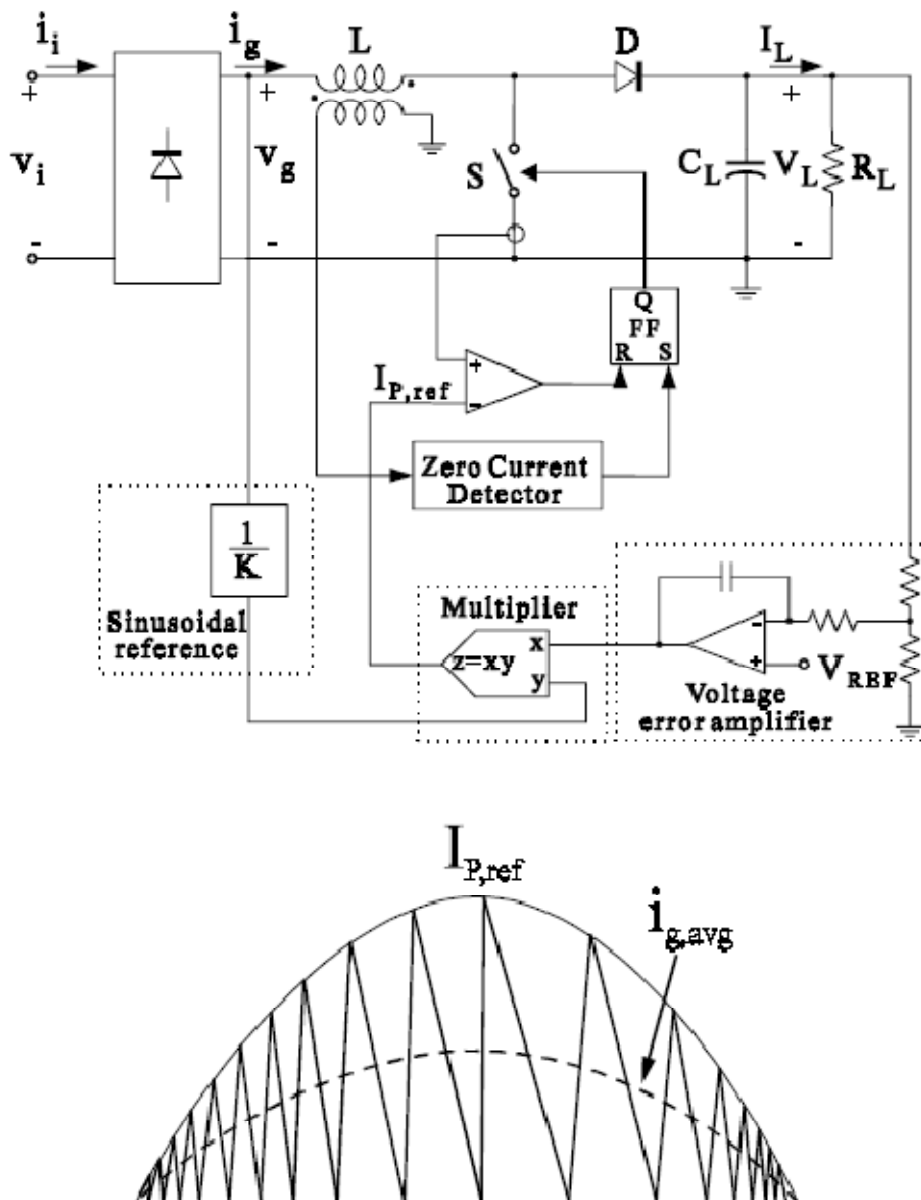 i_i i_g L D I_L
+ + +
v_i v_g S C_L V_L R_L
- - -
Q
FF
R S
+
I_P,ref -
Zero Current
Detector
1
K
Sinusoidal
reference
Multiplier
x
z=xy
y
-
+ V_REF
Voltage
error amplifier
I_P,ref
i_g,avg